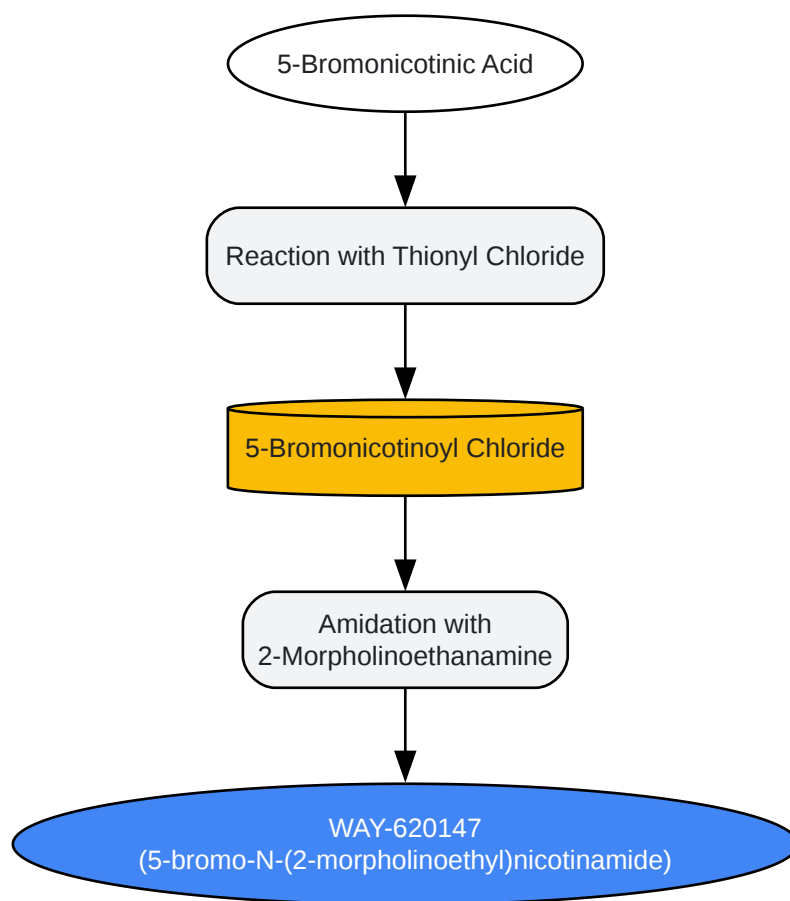 5-Bromonicotinic Acid
Reaction with Thionyl Chloride
5-Bromonicotinoyl Chloride
Amidation with
2-Morpholinoethanamine
WAY-620147
(5-bromo-N-(2-morpholinoethyl)nicotinamide)